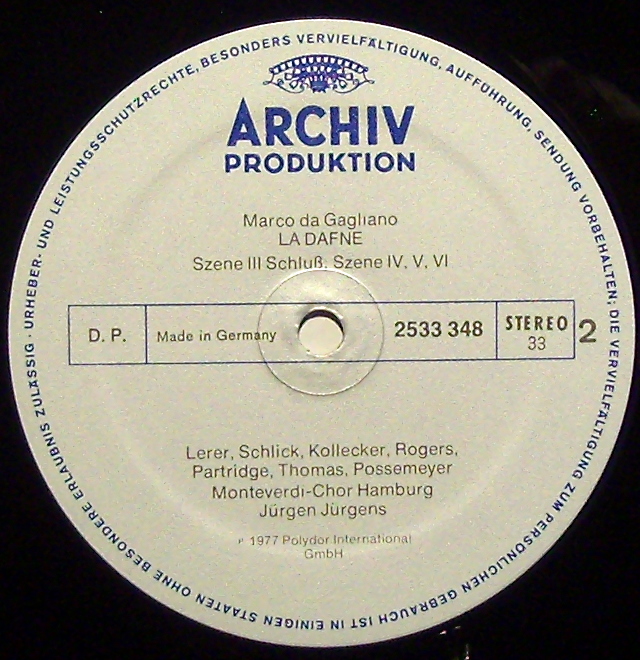 ARCHIV
PRODUKTION
Marco da Gagliano
LA DAFNE
Szene III Schluß, Szene IV, V, VI
D. P.
Made in Germany
2533 348
STEREO
33
2
Lerer, Schlick, Kollecker, Rogers,
Partridge, Thomas, Possemeyer
Monteverdi-Chor Hamburg
Jürgen Jürgens
℗ 1977 Polydor International
GmbH
URHEBER- UND LEISTUNGSSCHUTZRECHTE, BESONDERS VERVIELFÄLTIGUNG, AUFFÜHRUNG, SENDUNG VORBEHALTEN; DIE VERVIELFÄLTIGUNG ZUM PERSÖNLICHEN GEBRAUCH IST IN EINIGEN STAATEN OHNE BESONDERE ERLAUBNIS ZULÄSSIG ·